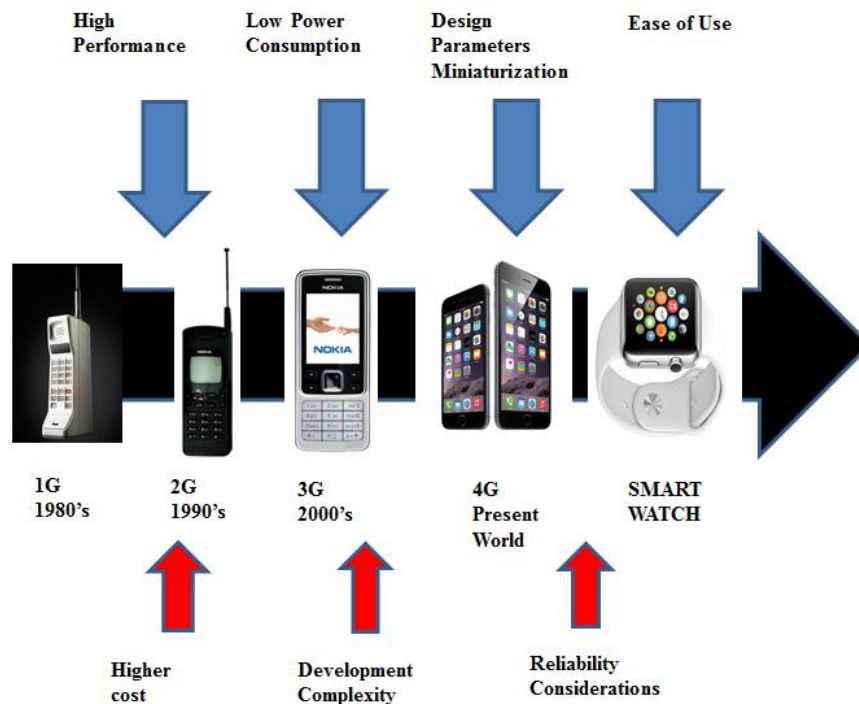 High
Performance
Low Power
Consumption
Design
Parameters
Miniaturization
Ease of Use
NOKIA
NOKIA
1G
1980's
2G
1990's
3G
2000's
4G
Present
World
SMART
WATCH
Higher
cost
Development
Complexity
Reliability
Considerations